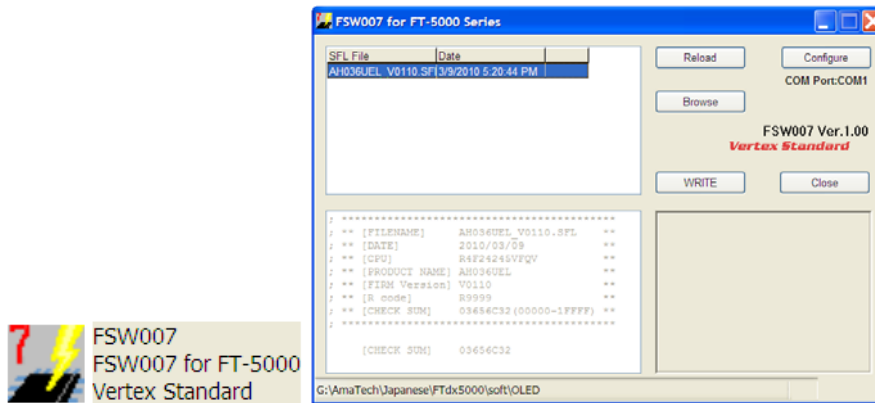 FSW007 for FT-5000 Series
SFL File Date
AH036UEL_V0110.SF 3/9/2010 5:20:44 PM
Reload Configure
COM Port:COM1
Browse
FSW007 Ver.1.00
Vertex Standard
WRITE Close
; ******************************************
; ** [FILENAME] AH036UEL_V0110.SFL **
; ** [DATE] 2010/03/09 **
; ** [CPU] R4F24245VFQV **
; ** [PRODUCT NAME] AH036UEL **
; ** [FIRM Version] V0110 **
; ** [R code] R9999 **
; ** [CHECK SUM] 03656C32(00000-1FFFF) **
; ******************************************
[CHECK SUM] 03656C32
G:\AmaTech\Japanese\FTdx5000\soft\OLED
7
FSW007
FSW007 for FT-5000
Vertex Standard